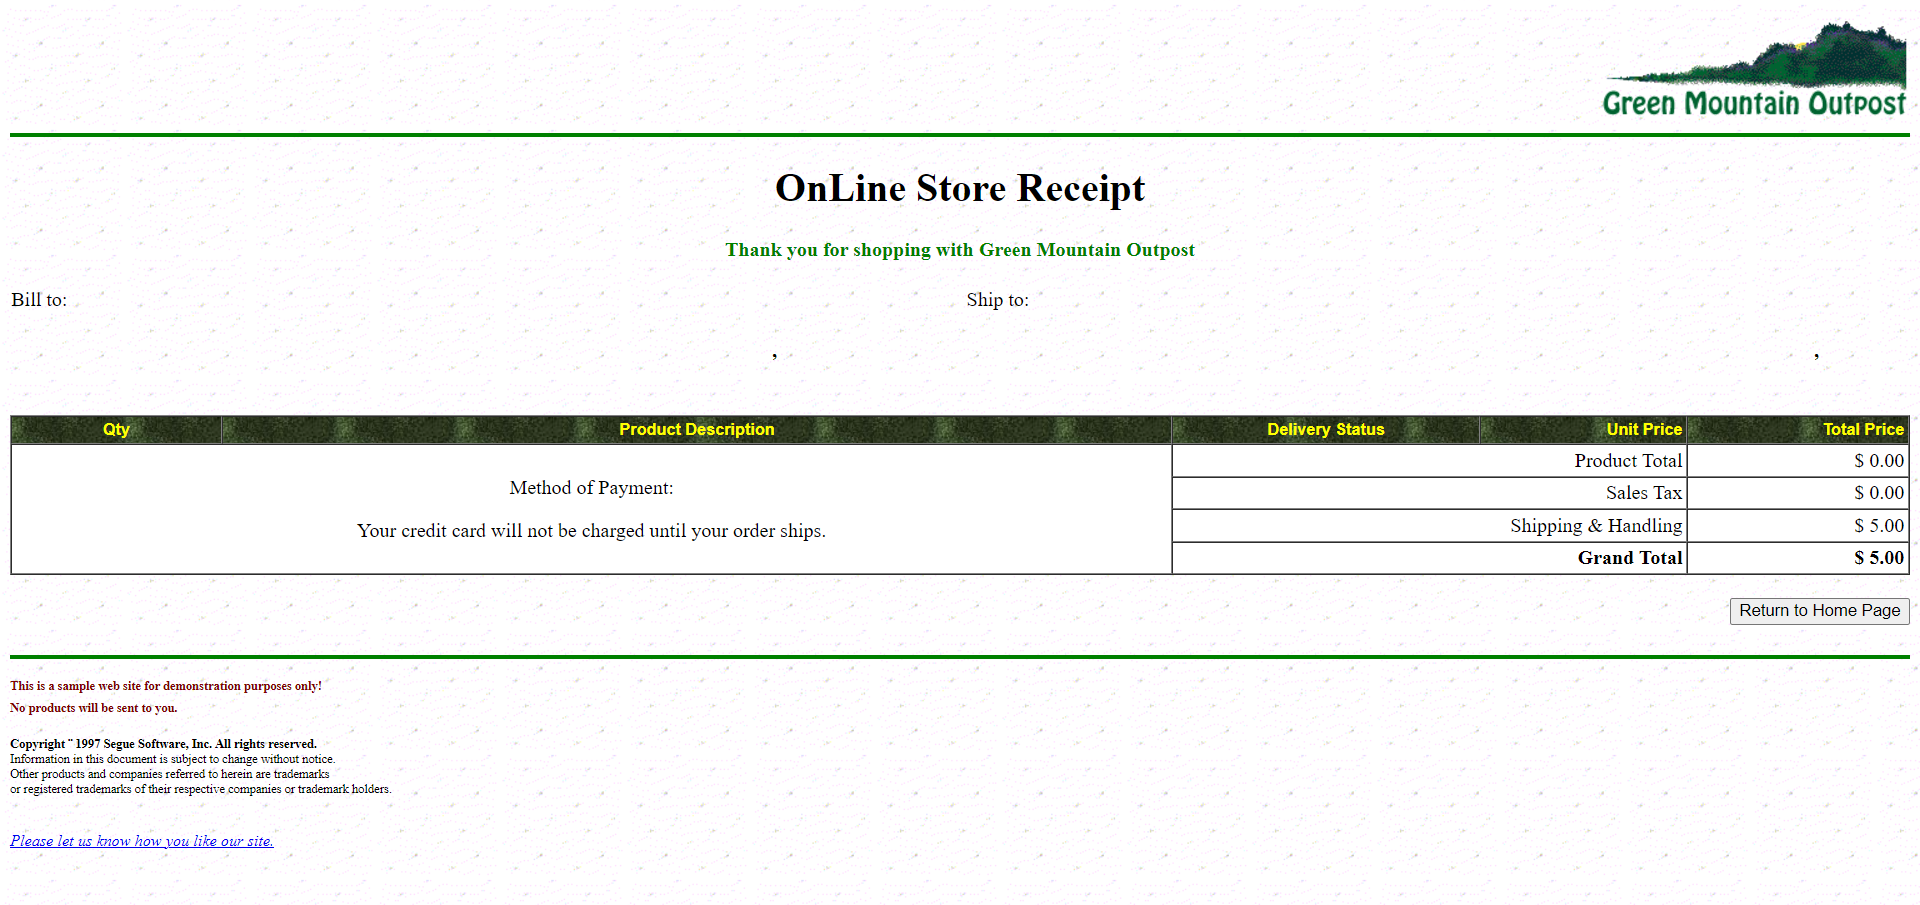 Green Mountain Outpost
OnLine Store Receipt
Thank you for shopping with Green Mountain Outpost
Bill to: Ship to:
, ,
Qty Product Description Delivery Status Unit Price Total Price
Product Total $ 0.00
Method of Payment:
Sales Tax $ 0.00
Your credit card will not be charged until your order ships.
Shipping & Handling $ 5.00
Grand Total $ 5.00
Return to Home Page
This is a sample web site for demonstration purposes only!
No products will be sent to you.
Copyright ¨ 1997 Segue Software, Inc. All rights reserved.
Information in this document is subject to change without notice.
Other products and companies referred to herein are trademarks
or registered trademarks of their respective companies or trademark holders.
Please let us know how you like our site.